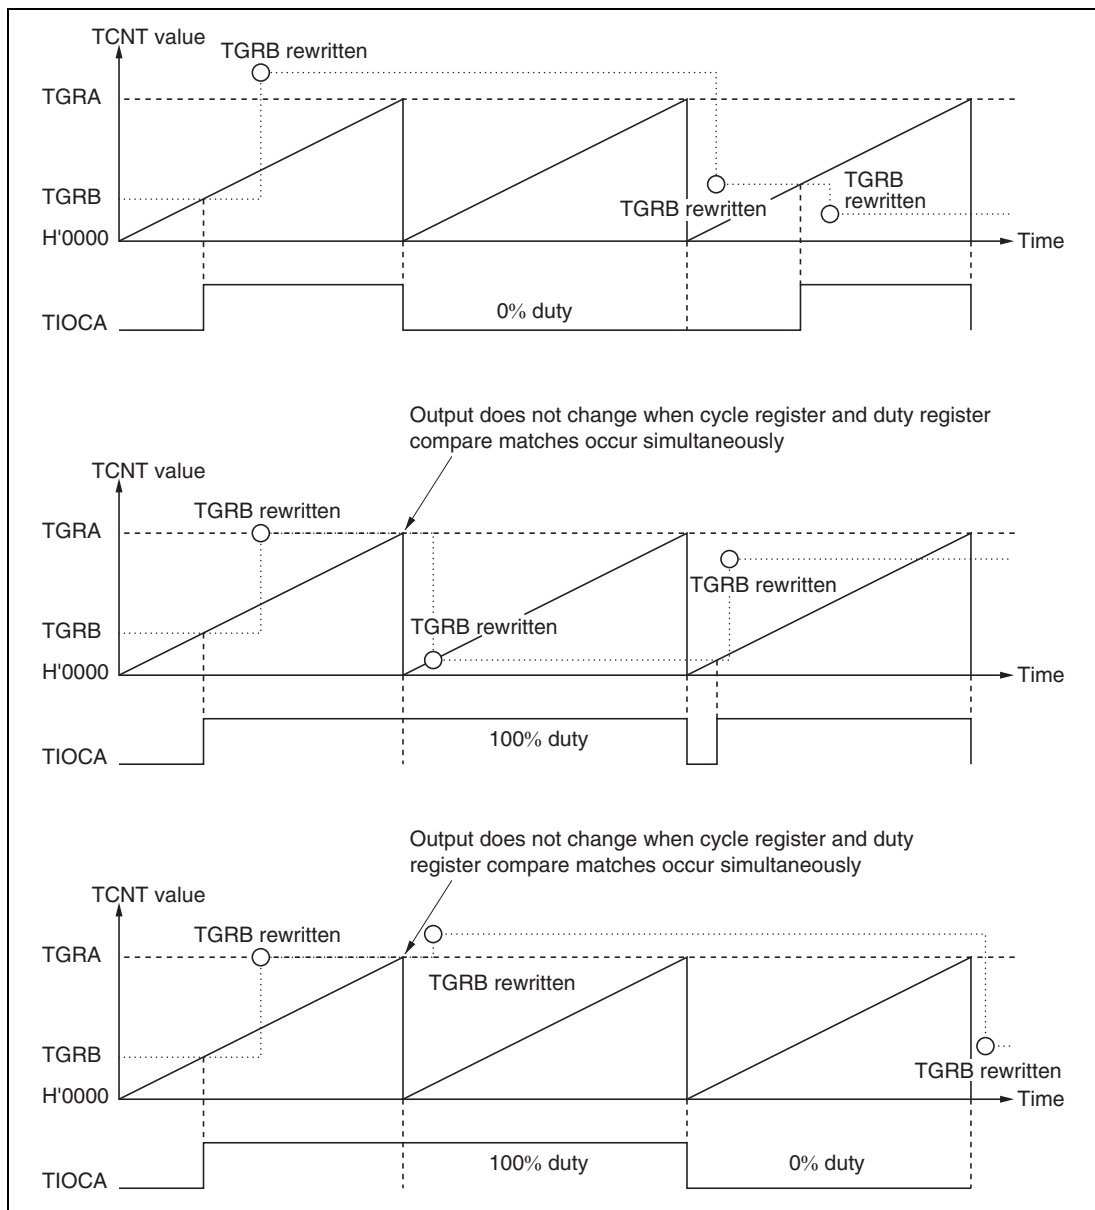 TCNT value
TGRB rewritten
TGRA
TGRB
TGRB rewritten
TGRB
rewritten
H'0000
Time
TIOCA
0% duty
Output does not change when cycle register and duty register
compare matches occur simultaneously
TCNT value
TGRB rewritten
TGRA
TGRB rewritten
TGRB
TGRB rewritten
H'0000
Time
TIOCA
100% duty
Output does not change when cycle register and duty
register compare matches occur simultaneously
TCNT value
TGRB rewritten
TGRA
TGRB rewritten
TGRB
TGRB rewritten
H'0000
Time
TIOCA
100% duty
0% duty